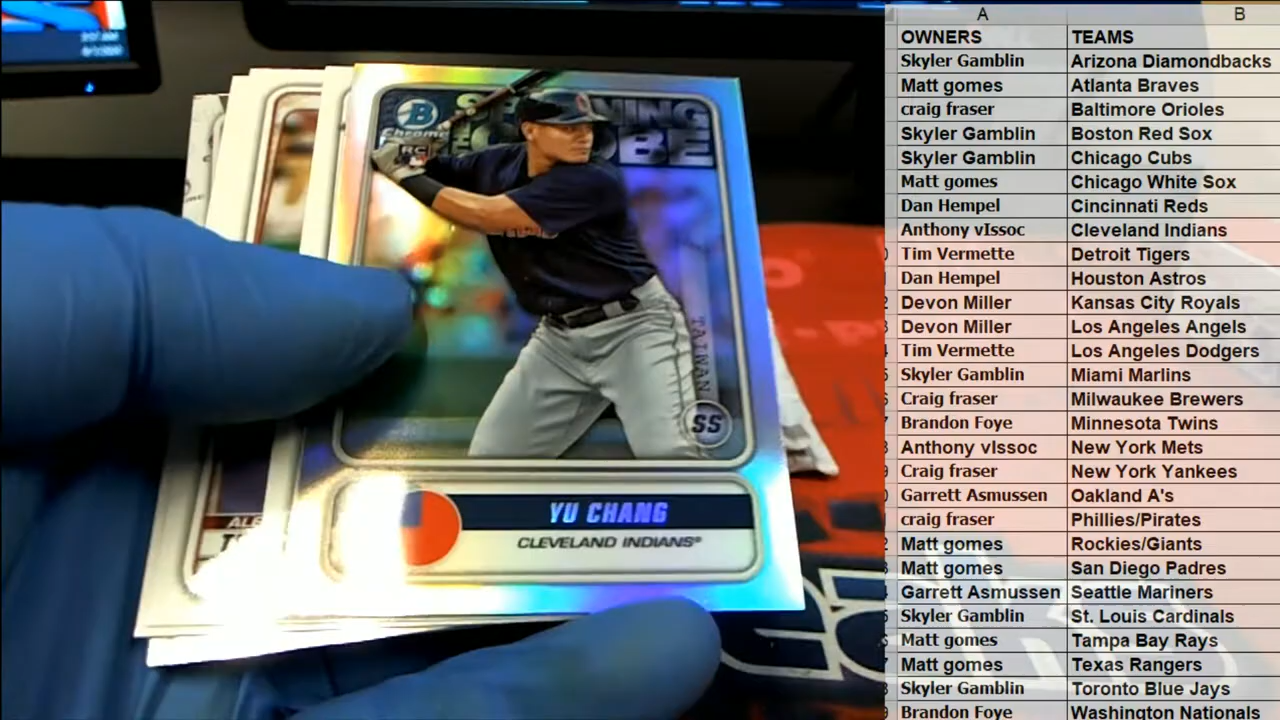 A B
OWNERS TEAMS
Skyler Gamblin Arizona Diamondbacks
Matt gomes Atlanta Braves
craig fraser Baltimore Orioles
Skyler Gamblin Boston Red Sox
Skyler Gamblin Chicago Cubs
Matt gomes Chicago White Sox
Dan Hempel Cincinnati Reds
Anthony vIssoc Cleveland Indians
Tim Vermette Detroit Tigers
Dan Hempel Houston Astros
Devon Miller Kansas City Royals
Devon Miller Los Angeles Angels
Tim Vermette Los Angeles Dodgers
Skyler Gamblin Miami Marlins
Craig fraser Milwaukee Brewers
Brandon Foye Minnesota Twins
Anthony vIssoc New York Mets
Craig fraser New York Yankees
Garrett Asmussen Oakland A's
craig fraser Phillies/Pirates
Matt gomes Rockies/Giants
Matt gomes San Diego Padres
Garrett Asmussen Seattle Mariners
Skyler Gamblin St. Louis Cardinals
Matt gomes Tampa Bay Rays
Matt gomes Texas Rangers
Skyler Gamblin Toronto Blue Jays
Brandon Foye Washington Nationals
B
Chrome
RC
TAIWAN
SS
YU CHANG
CLEVELAND INDIANS